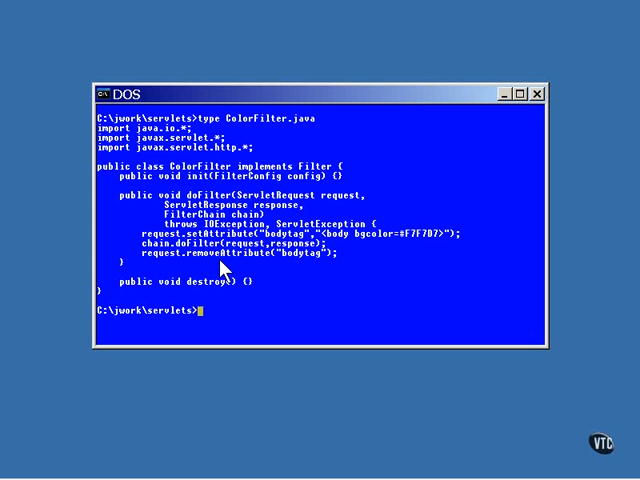 DOS
C:\jwork\servlets>type ColorFilter.java
import java.io.*;
import javax.servlet.*;
import javax.servlet.http.*;
public class ColorFilter implements Filter {
public void init(FilterConfig config) {}
public void doFilter(ServletRequest request,
ServletResponse response,
FilterChain chain)
throws IOException, ServletException {
request.setAttribute("bodytag","<body bgcolor=#F7F7D7>");
chain.doFilter(request,response);
request.removeAttribute("bodytag");
}
public void destroy() {}
}
C:\jwork\servlets>
VTC